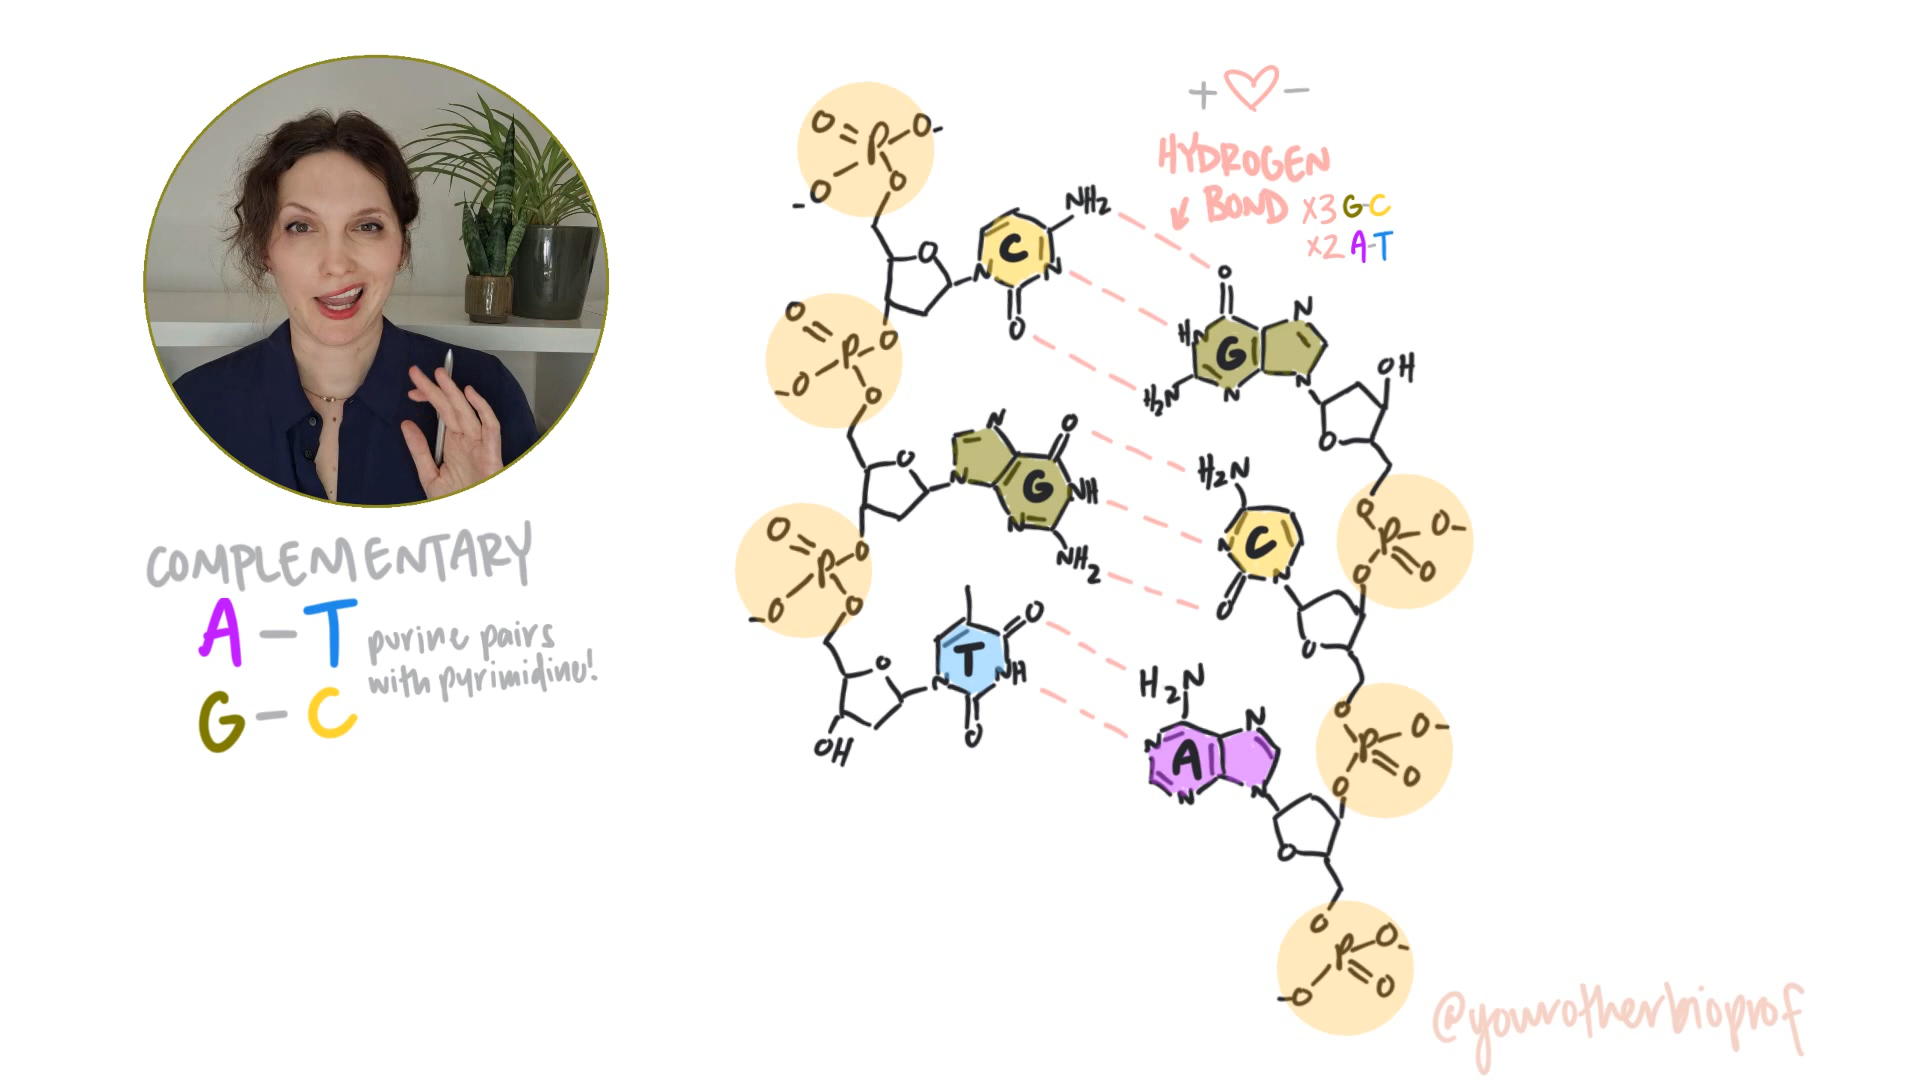 + ♡ −
HYDROGEN
BOND x3 G-C
x2 A-T
COMPLEMENTARY
A – T
G – C
purine pairs
with pyrimidine!
O = P – O-
-O
O
NH2
C
N
N
O
O
O
O
N
HN
G
H2N
N
N
OH
O
O
P
O
-O
O
O
N
O
G
NH
N
N
NH2
H2N
C
N
N
O
O
O
P
O-
O
O
O
P
O
-O
O
O
T
O
NH
N
O
OH
H2N
N
A
N
N
N
O
O
P
O-
O
O
O
O
P
O-
O
-O
@yourotherbioprof